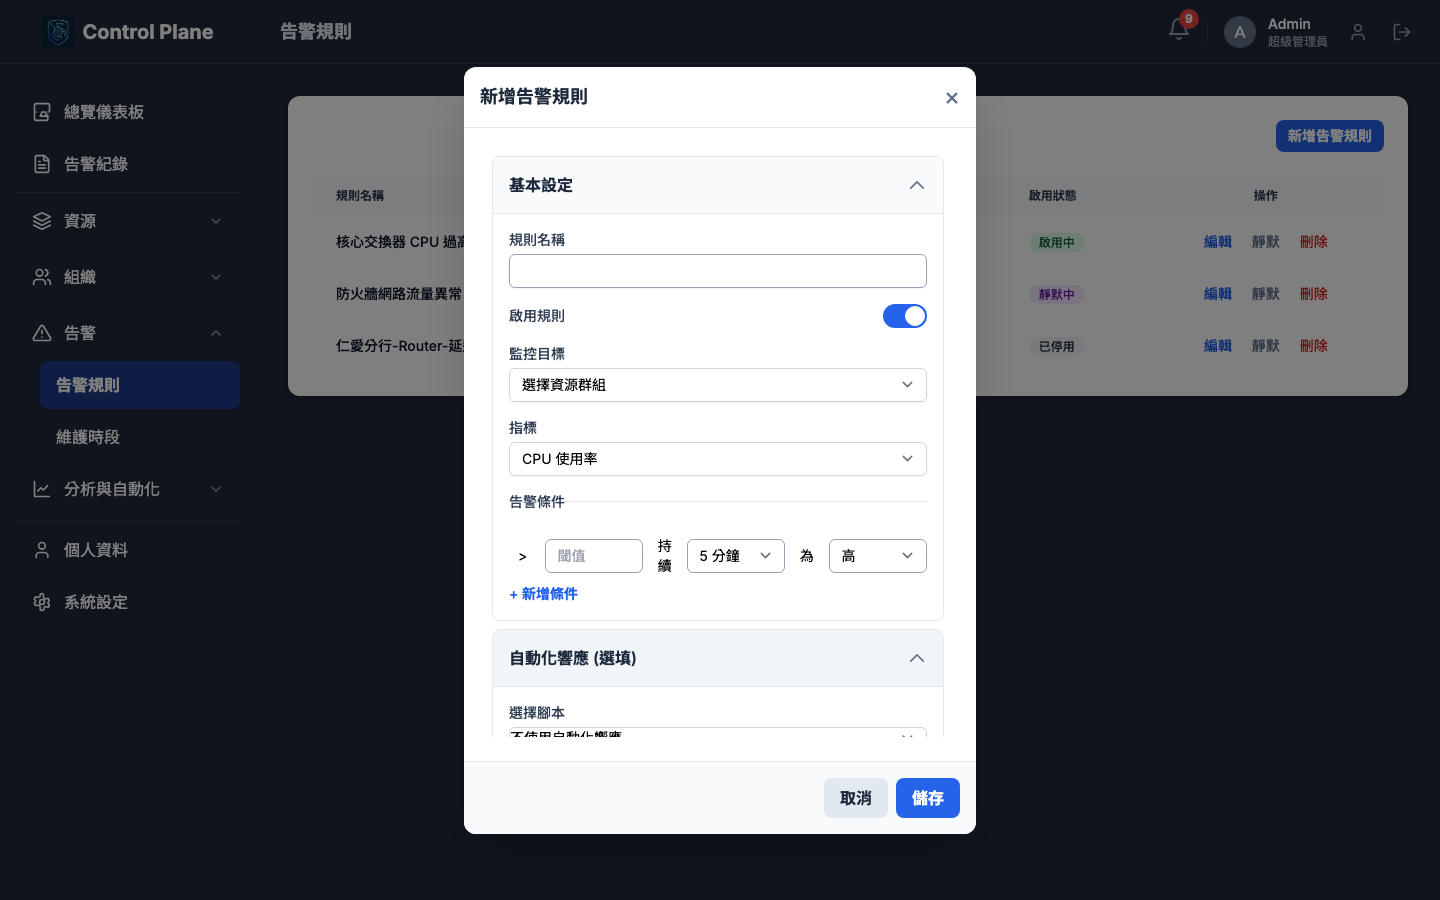 Control Plane
告警規則
9
A
Admin
超級管理員
總覽儀表板
告警紀錄
資源
組織
告警
告警規則
維護時段
分析與自動化
個人資料
系統設定
新增告警規則
規則名稱
啟用狀態
操作
核心交換器 CPU 過高
啟用中
編輯
靜默
刪除
防火牆網路流量異常
靜默中
編輯
靜默
刪除
仁愛分行-Router-延
已停用
編輯
靜默
刪除
新增告警規則
×
基本設定
規則名稱
啟用規則
監控目標
選擇資源群組
指標
CPU 使用率
告警條件
>
閾值
持續
5 分鐘
為
高
+ 新增條件
自動化響應 (選填)
選擇腳本
不使用自動化響應
取消
儲存